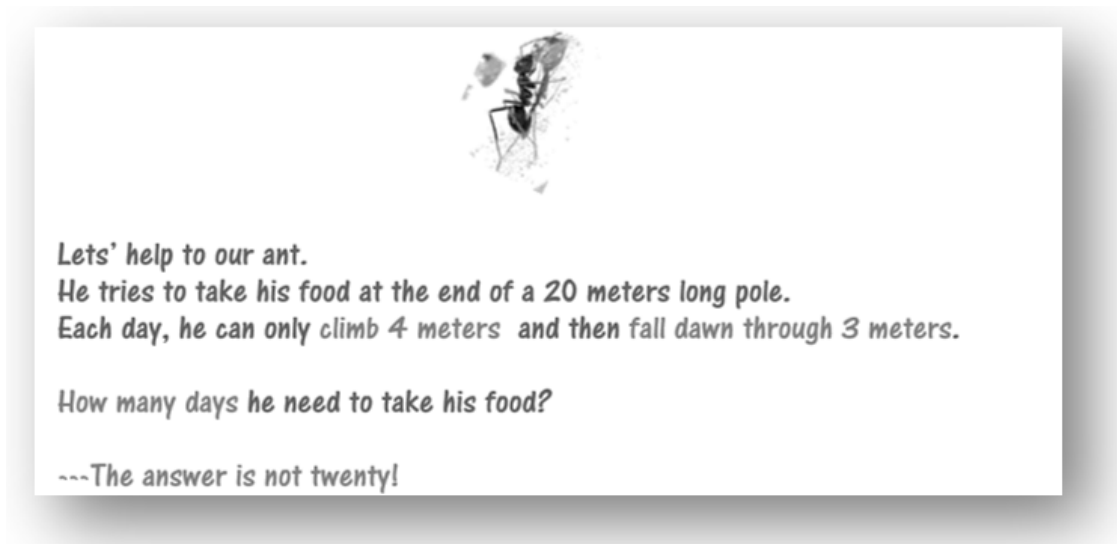 Lets' help to our ant.
He tries to take his food at the end of a 20 meters long pole.
Each day, he can only climb 4 meters and then fall dawn through 3 meters.
How many days he need to take his food?
---The answer is not twenty!